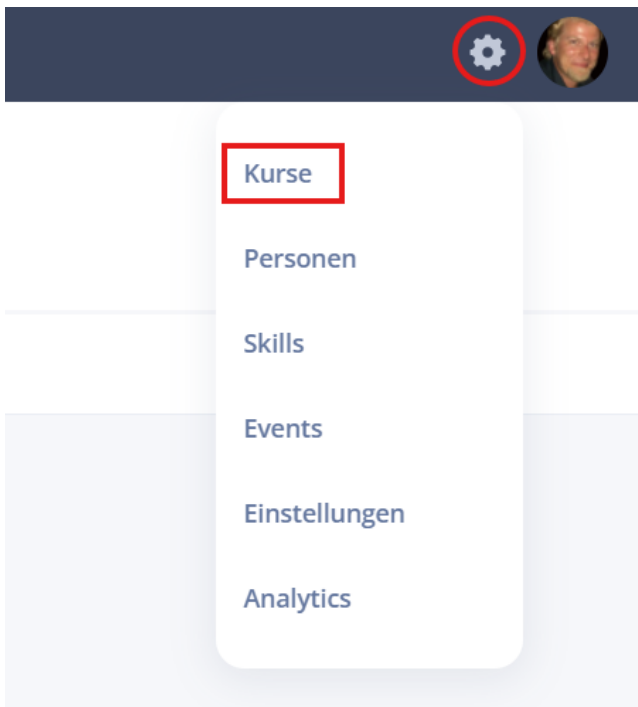 Kurse
Personen
Skills
Events
Einstellungen
Analytics